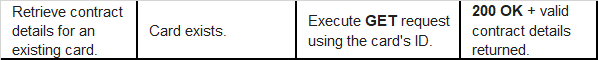 Retrieve contract
details for an
existing card.
Card exists.
Execute GET request
using the card's ID.
200 OK + valid
contract details
returned.